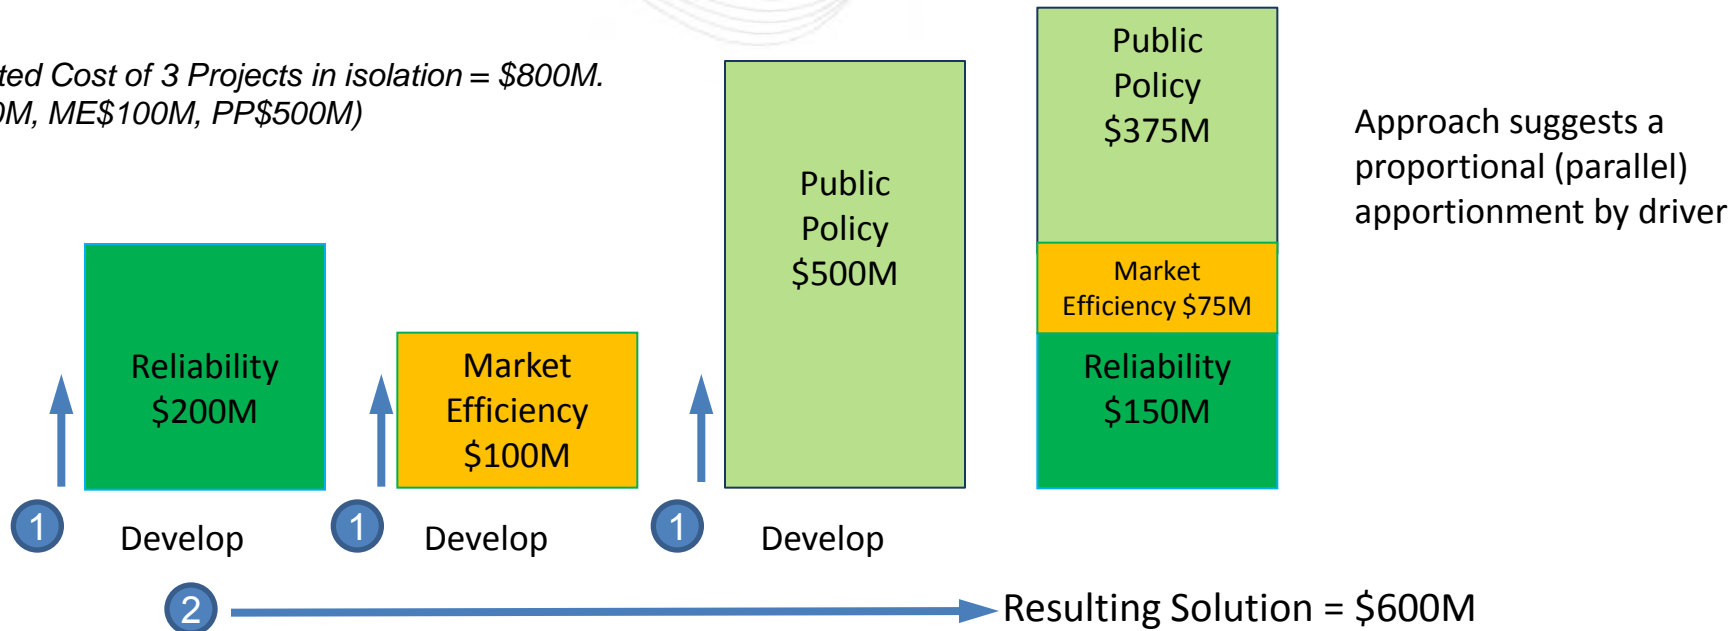 ted Cost of 3 Projects in isolation = $800M.
0M, ME$100M, PP$500M)
Public
Policy
$375M
Approach suggests a
proportional (parallel)
apportionment by driver
Public
Policy
$500M
Market
Efficiency $75M
Reliability
$200M
Market
Efficiency
$100M
Reliability
$150M
1 Develop
1 Develop
1 Develop
2
Resulting Solution = $600M